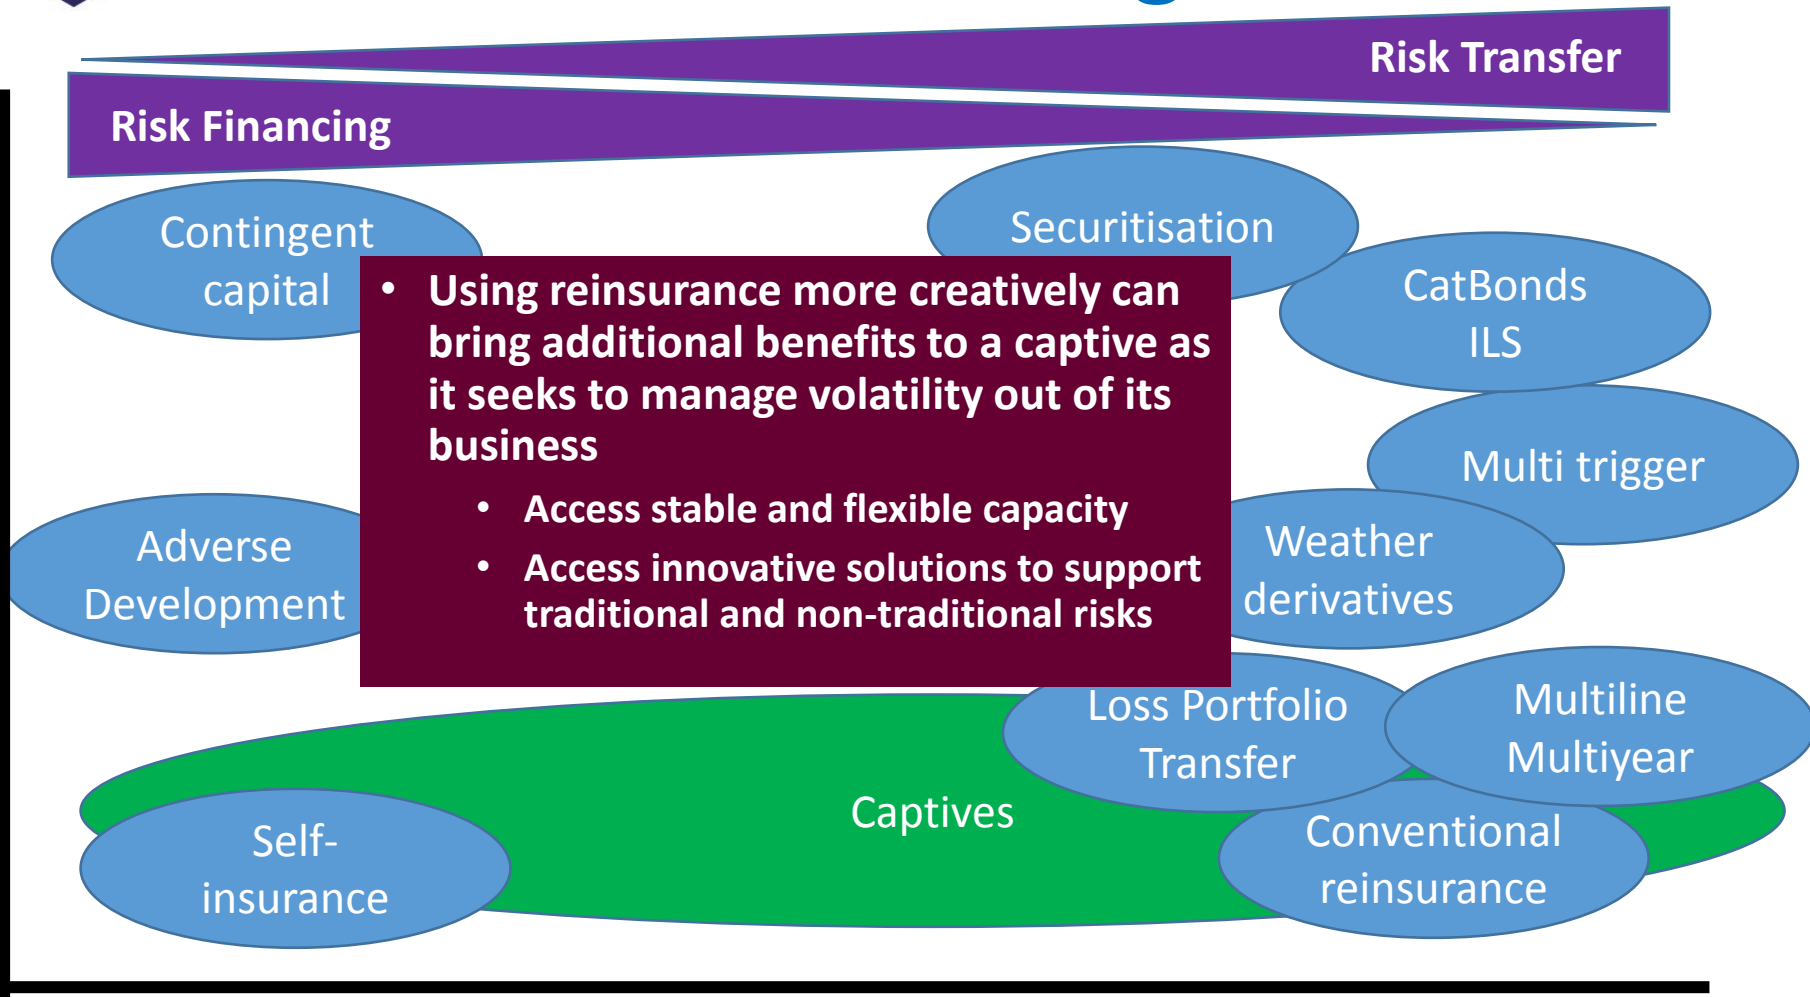 Risk Transfer
Risk Financing
Contingent
capital
Securitisation
CatBonds
ILS
• Using reinsurance more creatively can
bring additional benefits to a captive as
it seeks to manage volatility out of its
business
• Access stable and flexible capacity
• Access innovative solutions to support
traditional and non-traditional risks
Multi trigger
Adverse
Development
Weather
derivatives
Loss Portfolio
Transfer
Multiline
Multiyear
Captives
Self-
insurance
Conventional
reinsurance